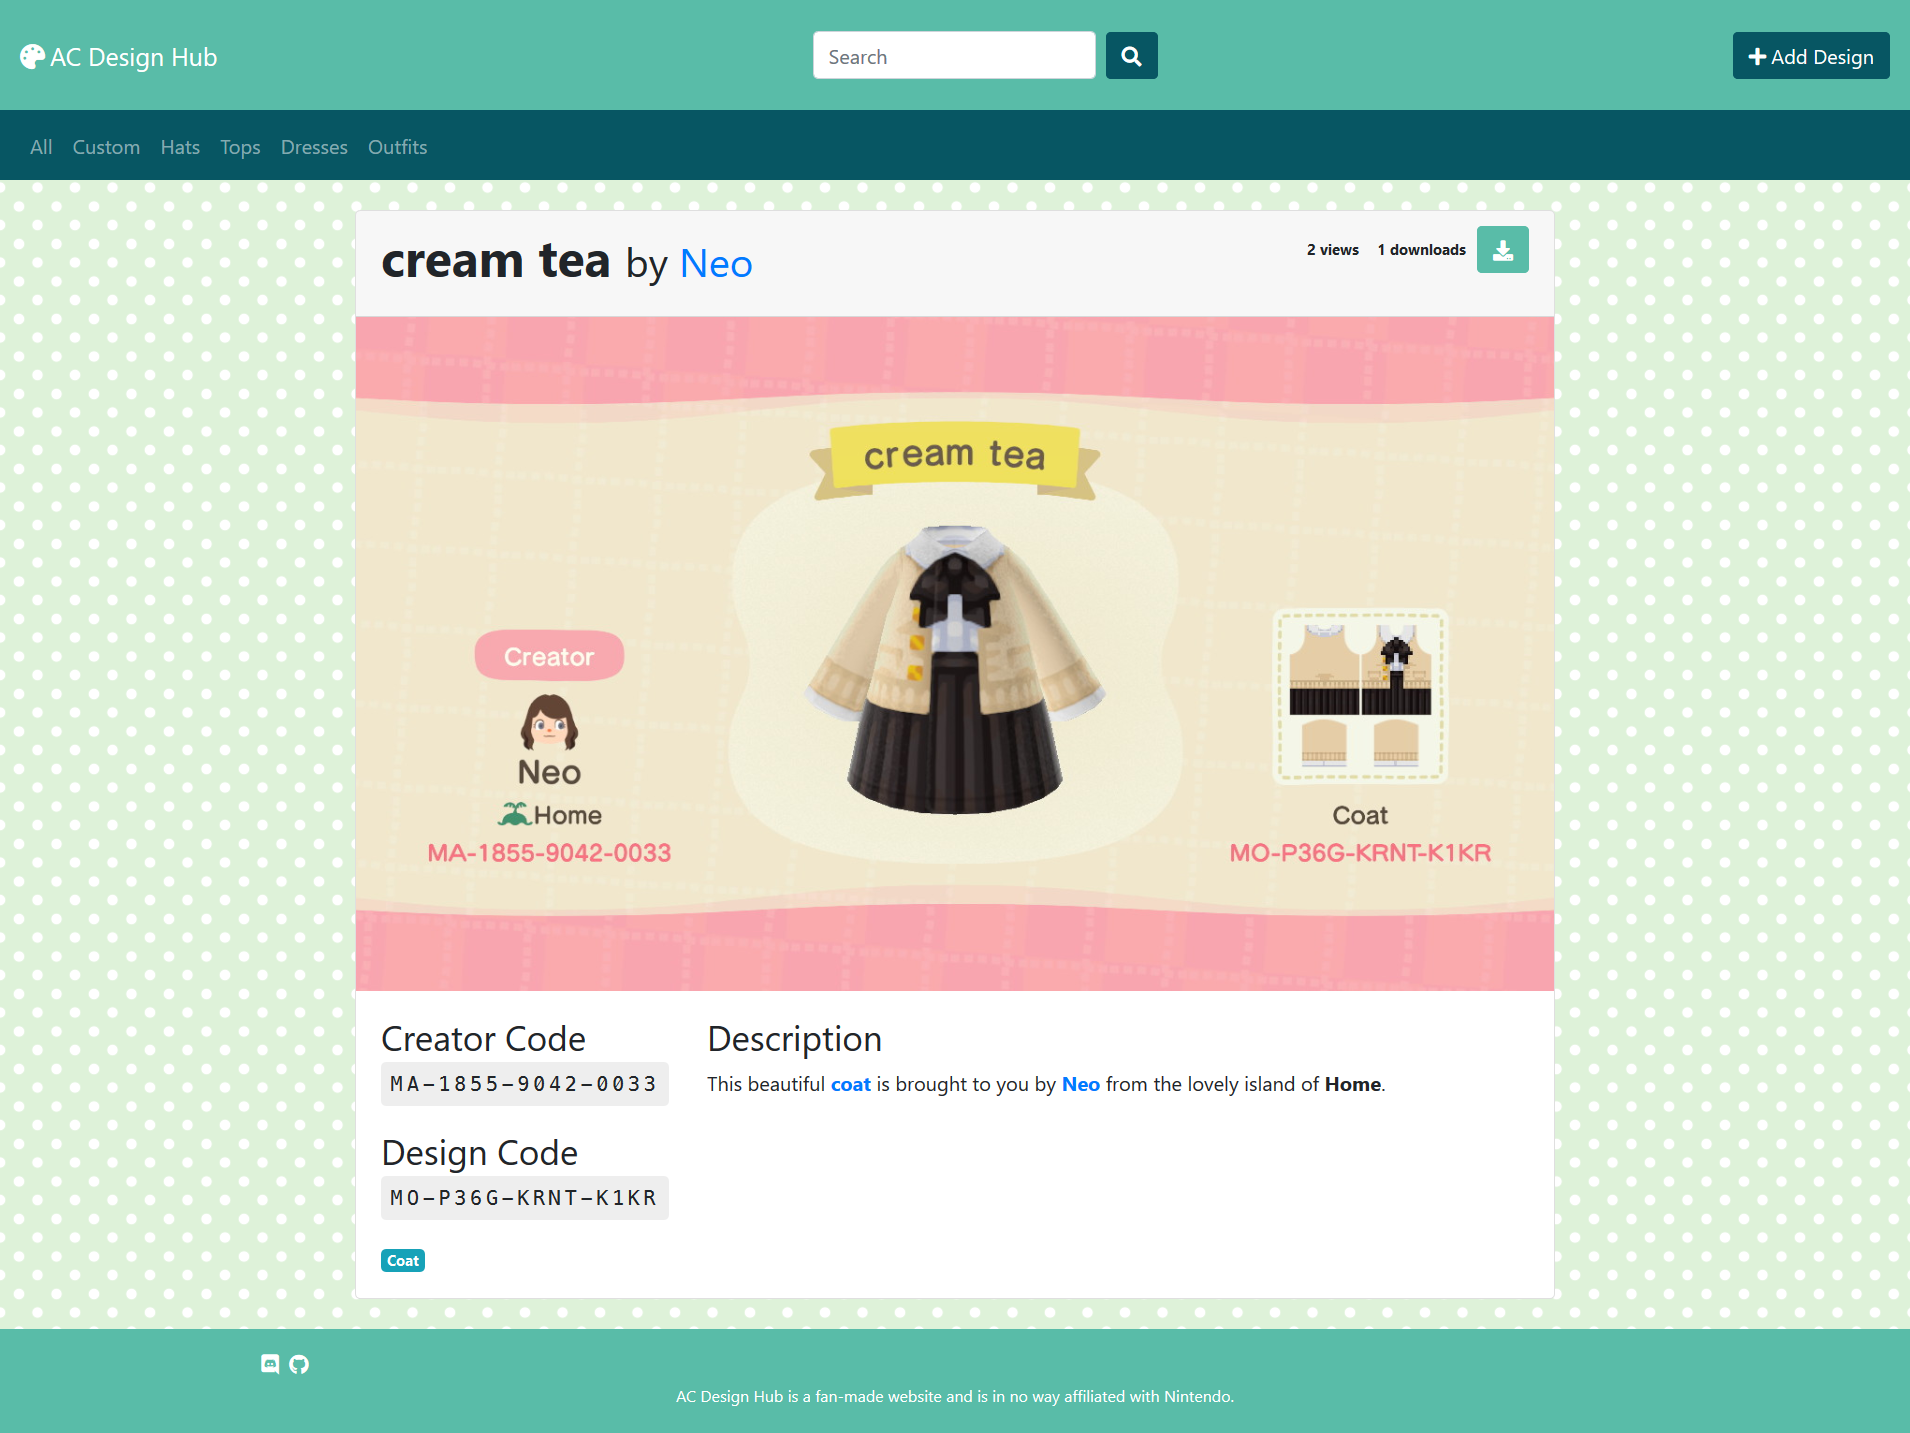 AC Design Hub
Search
Add Design
All Custom Hats Tops Dresses Outfits
cream tea by Neo
2 views 1 downloads
cream tea
Creator
Neo
Home
MA-1855-9042-0033
Coat
MO-P36G-KRNT-K1KR
Creator Code
MA-1855-9042-0033
Design Code
MO-P36G-KRNT-K1KR
Coat
Description
This beautiful coat is brought to you by Neo from the lovely island of Home.
AC Design Hub is a fan-made website and is in no way affiliated with Nintendo.